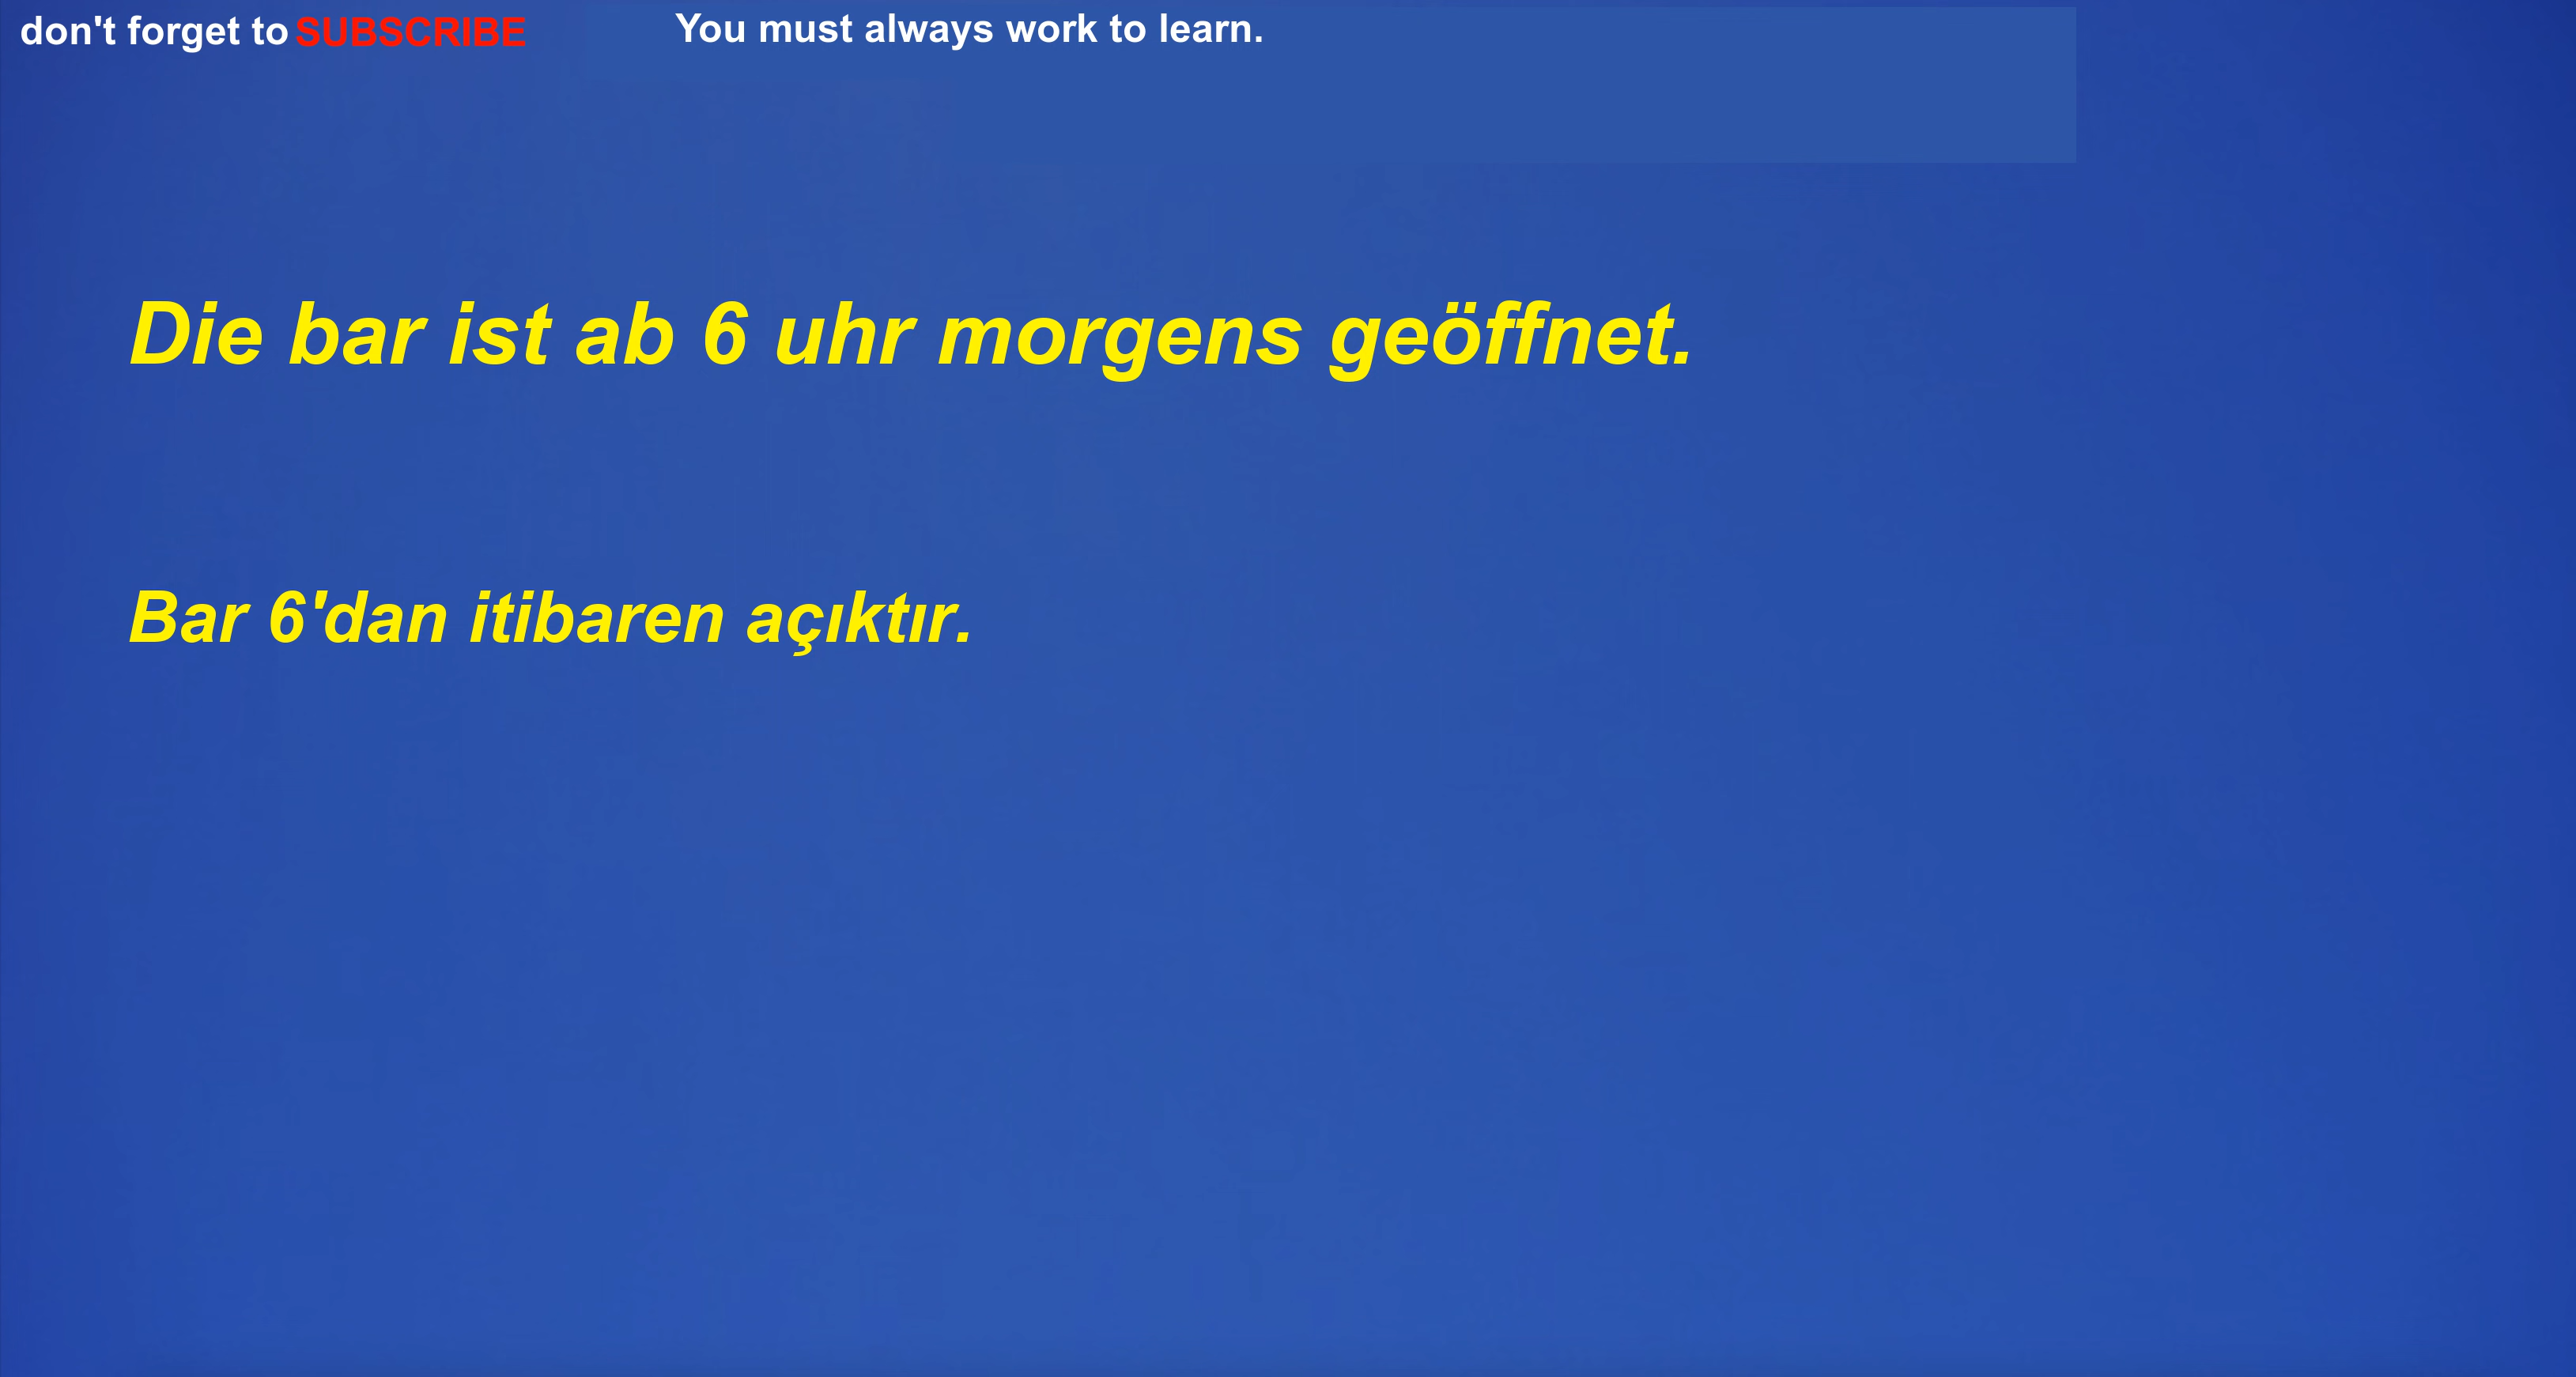 don't forget to SUBSCRIBE You must always work to learn.
Die bar ist ab 6 uhr morgens geöffnet.
Bar 6'dan itibaren açıktır.